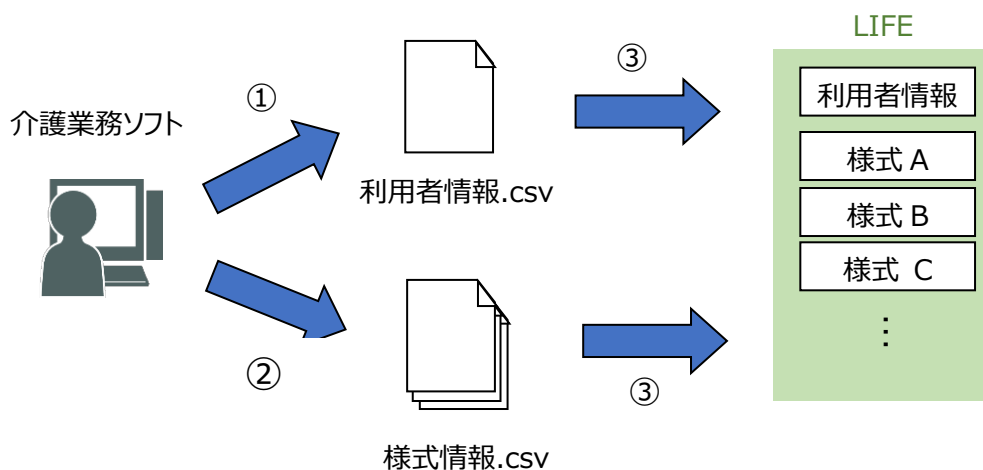 LIFE
③
利用者情報
①
介護業務ソフト
様式 A
利用者情報.csv
様式 B
様式 C
⋮
②
③
様式情報.csv